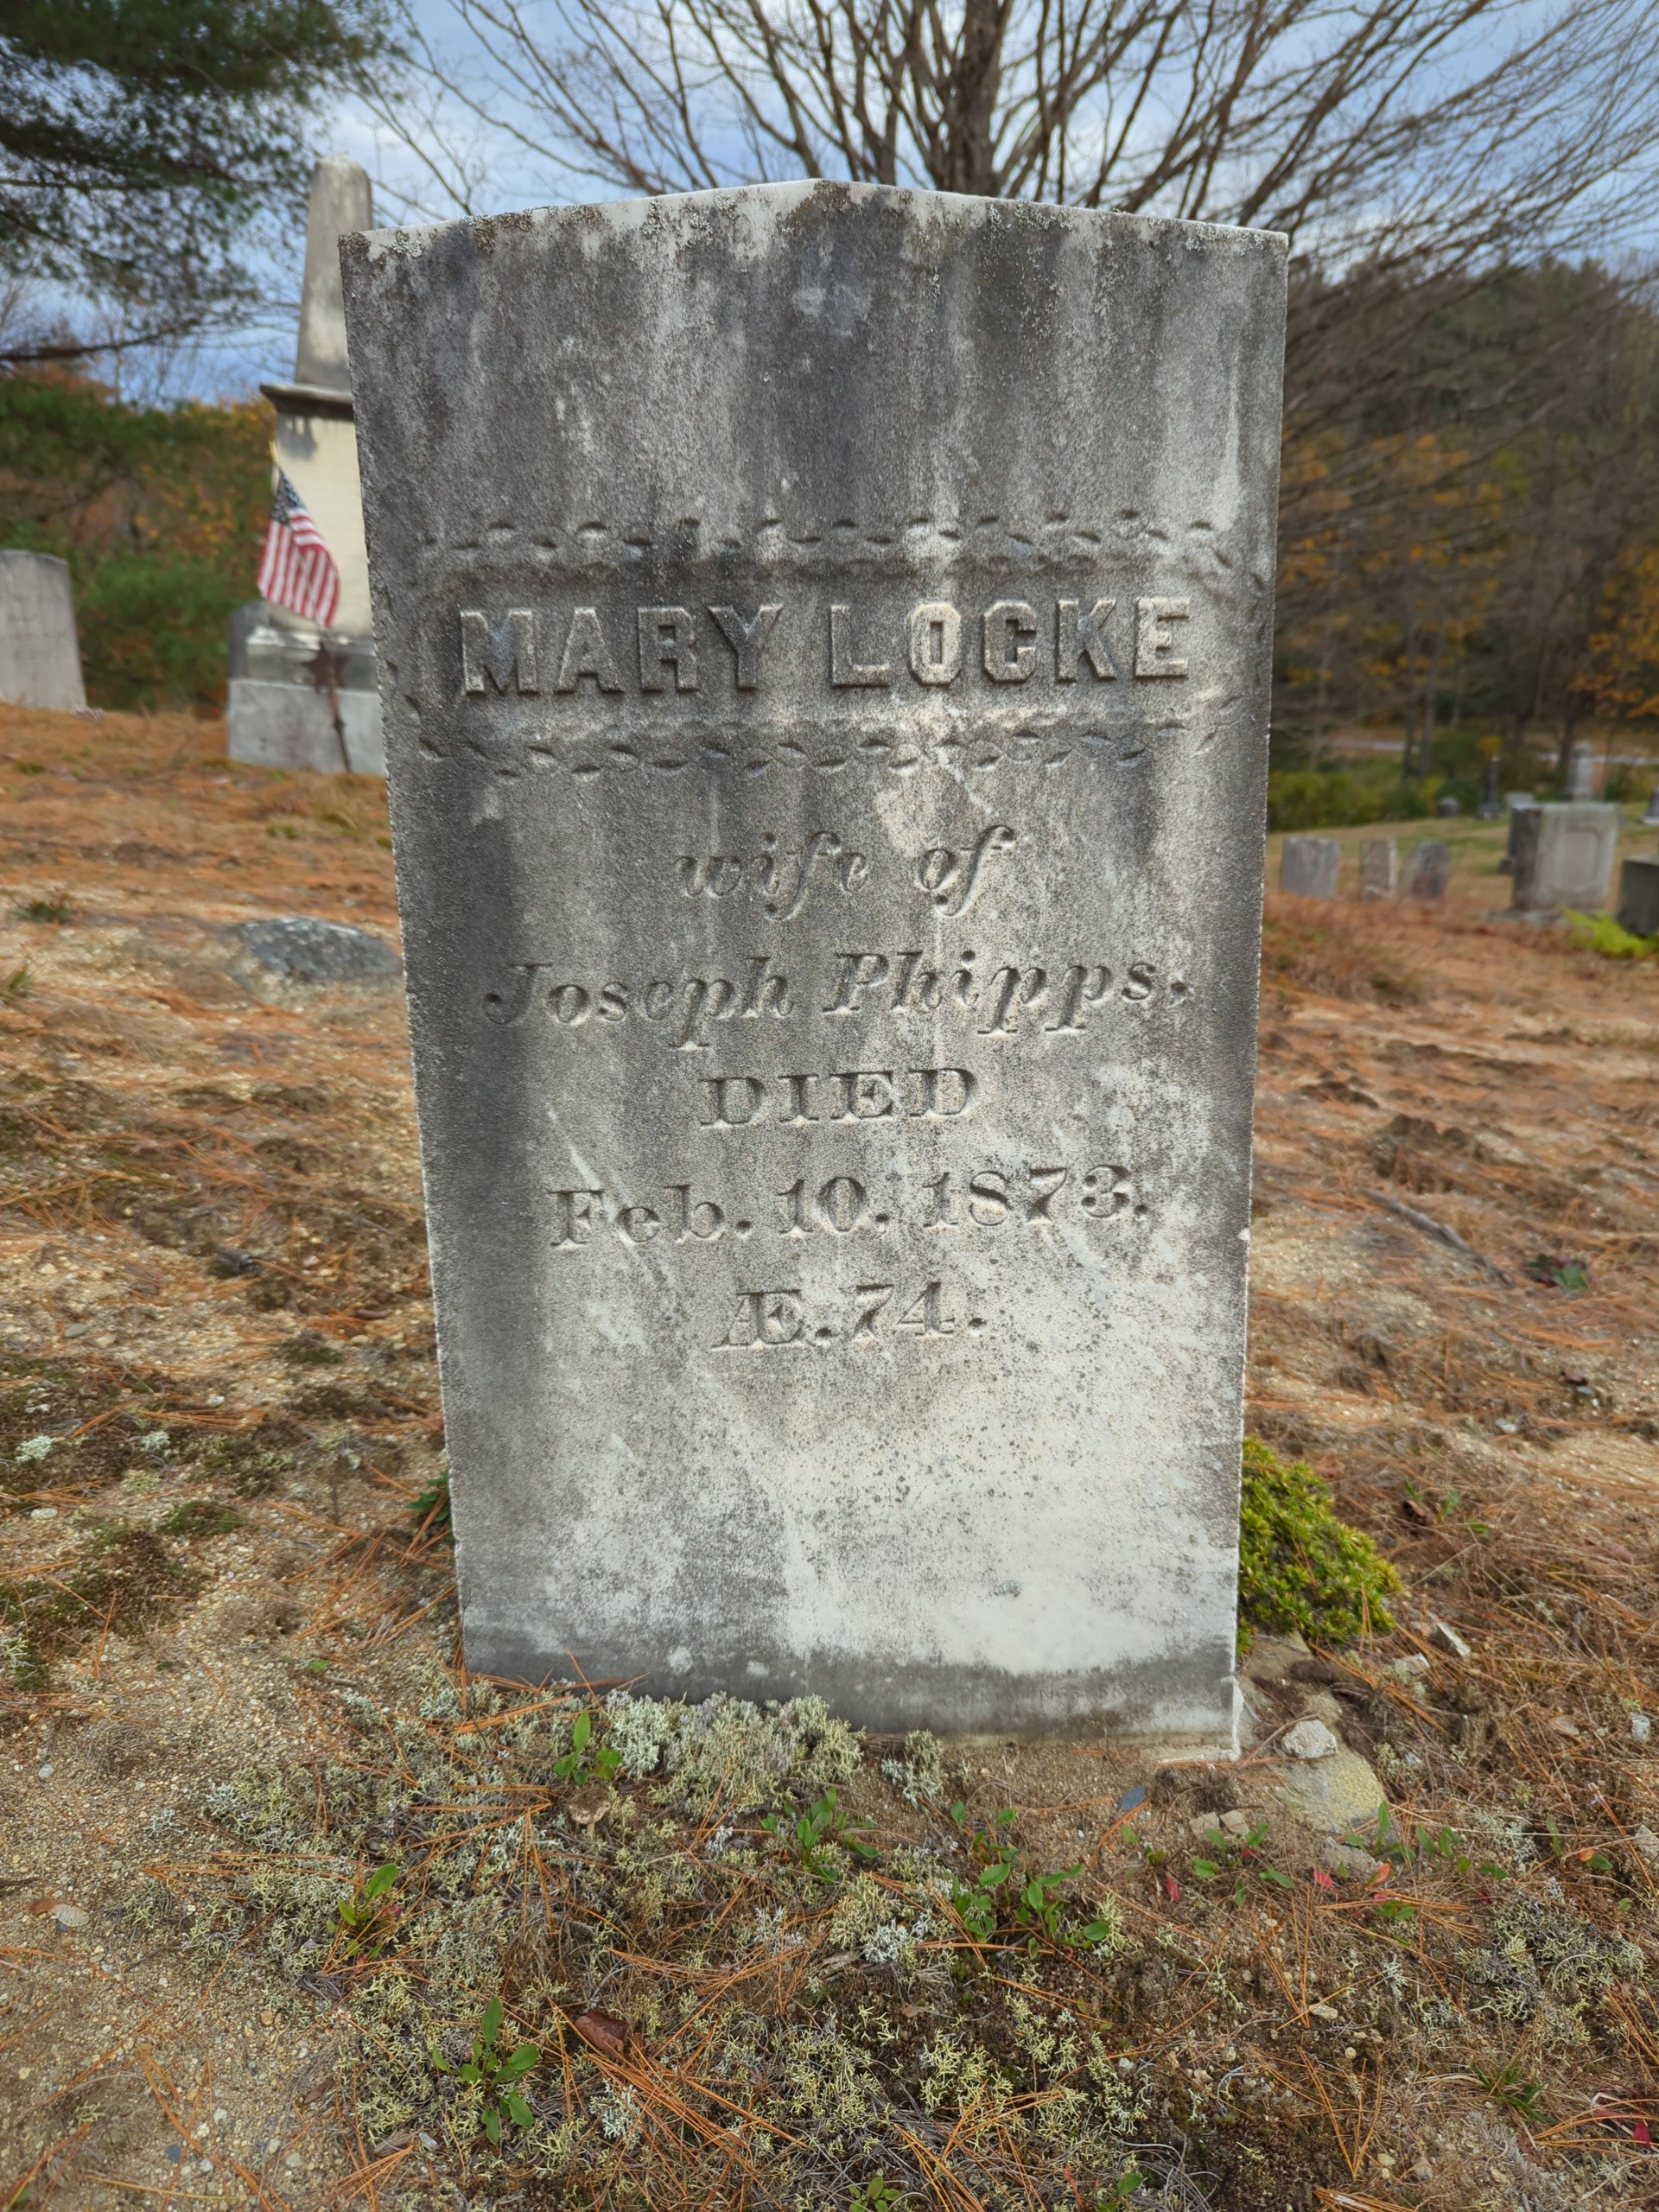 MARY LOCKE
wife of
Joseph Phipps,
DIED
Feb. 10. 1873.
Æ. 74.